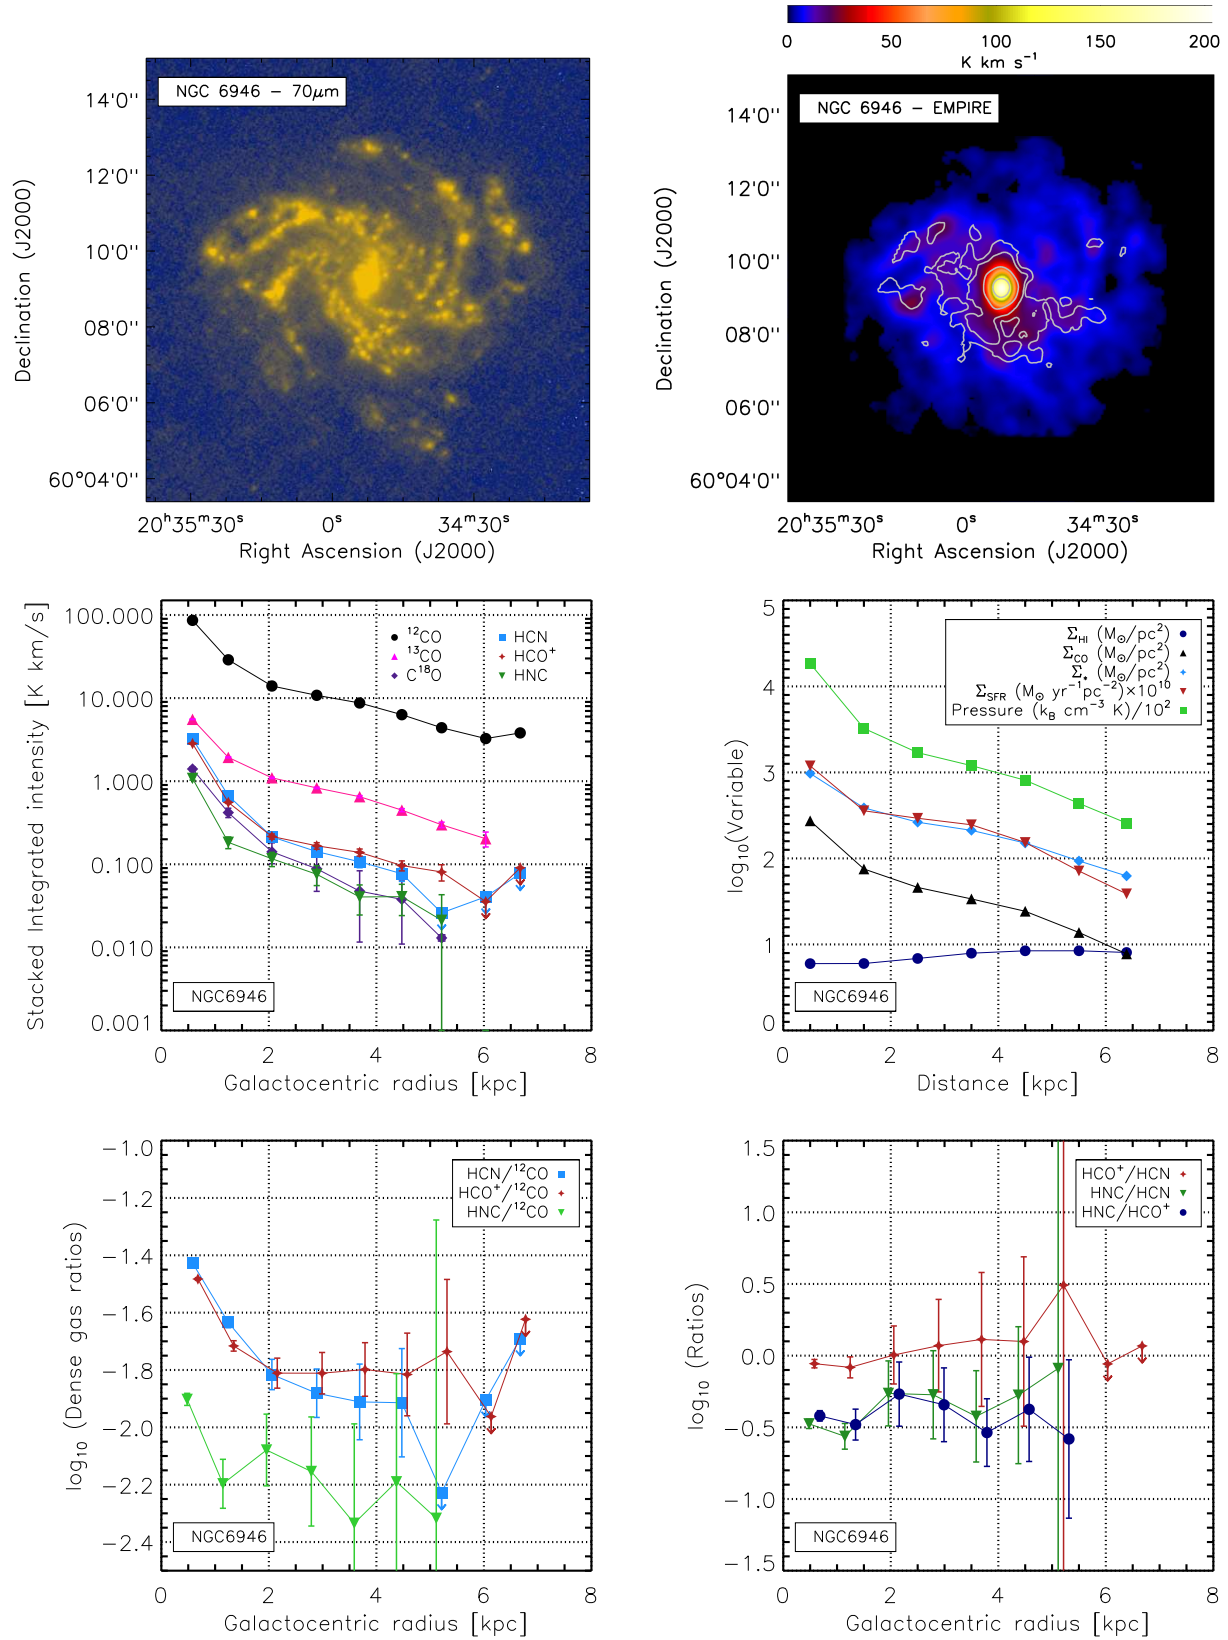 0 50 100 150 200
K km s⁻¹
NGC 6946 – 70μm
14'0''
12'0''
10'0''
08'0''
06'0''
60°04'0''
Declination (J2000)
20ʰ35ᵐ30ˢ 0ˢ 34ᵐ30ˢ
Right Ascension (J2000)
NGC 6946 – EMPIRE
14'0''
12'0''
10'0''
08'0''
06'0''
60°04'0''
Declination (J2000)
20ʰ35ᵐ30ˢ 0ˢ 34ᵐ30ˢ
Right Ascension (J2000)
Stacked Integrated intensity [K km/s]
100.000
10.000
1.000
0.100
0.010
0.001
¹²CO
¹³CO
C¹⁸O
HCN
HCO⁺
HNC
NGC6946
0 2 4 6 8
Galactocentric radius [kpc]
log₁₀(Variable)
5
4
3
2
1
0
Σ_HI (M⊙/pc²)
Σ_CO (M⊙/pc²)
Σ⋆ (M⊙/pc²)
Σ_SFR (M⊙ yr⁻¹pc⁻²)×10¹⁰
Pressure (k_B cm⁻³ K)/10²
NGC6946
0 2 4 6 8
Distance [kpc]
log₁₀ (Dense gas ratios)
−1.0
−1.2
−1.4
−1.6
−1.8
−2.0
−2.2
−2.4
HCN/¹²CO
HCO⁺/¹²CO
HNC/¹²CO
NGC6946
0 2 4 6 8
Galactocentric radius [kpc]
log₁₀ (Ratios)
1.5
1.0
0.5
0.0
−0.5
−1.0
−1.5
HCO⁺/HCN
HNC/HCN
HNC/HCO⁺
NGC6946
0 2 4 6 8
Galactocentric radius [kpc]